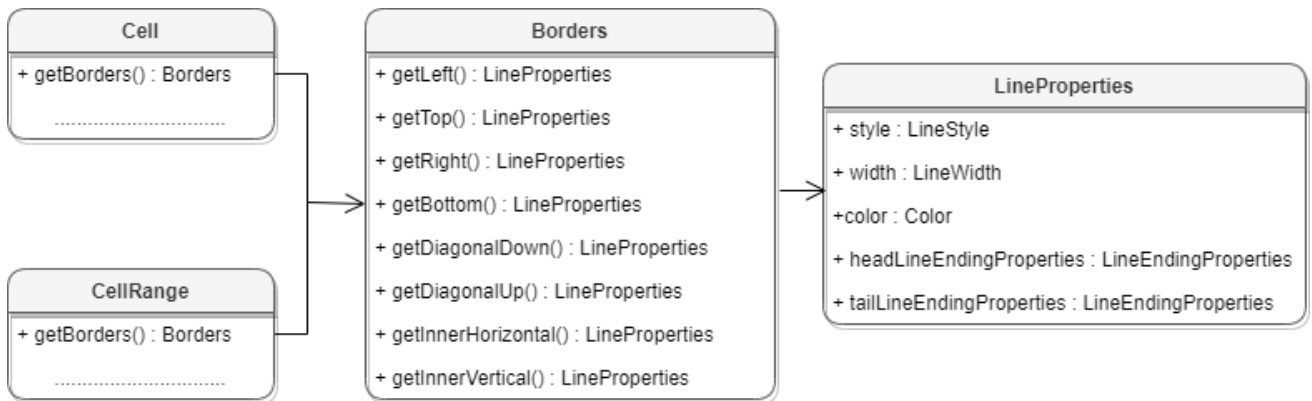 Cell
+ getBorders() : Borders
................................
CellRange
+ getBorders() : Borders
................................
Borders
+ getLeft() : LineProperties
+ getTop() : LineProperties
+ getRight() : LineProperties
+ getBottom() : LineProperties
+ getDiagonalDown() : LineProperties
+ getDiagonalUp() : LineProperties
+ getInnerHorizontal() : LineProperties
+ getInnerVertical() : LineProperties
LineProperties
+ style : LineStyle
+ width : LineWidth
+color : Color
+ headLineEndingProperties : LineEndingProperties
+ tailLineEndingProperties : LineEndingProperties